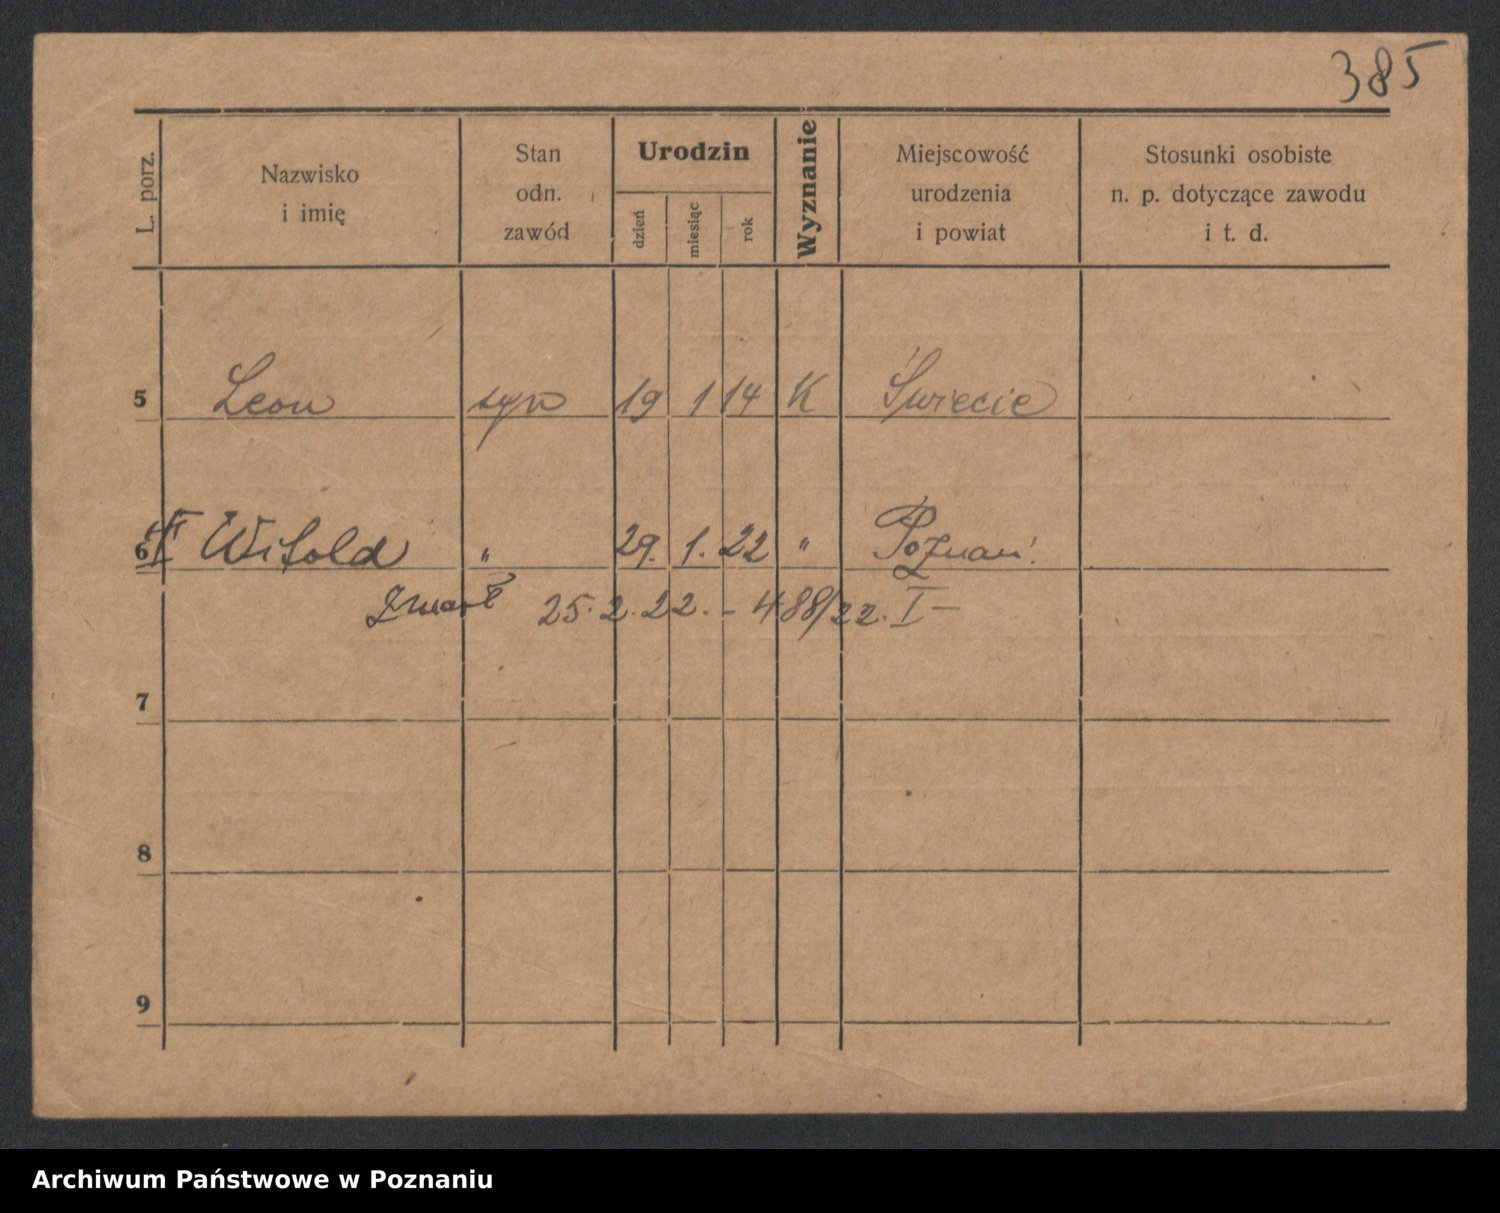 385
L. porz.
Nazwisko
i imię
Stan
odn.
zawód
Urodzin
dzień
miesiąc
rok
Wyznanie
Miejscowość
urodzenia
i powiat
Stosunki osobiste
n. p. dotyczące zawodu
i t. d.
5 Leon syn 19 1 14 K Świecie
6 Witold " 29. 1. 22 " Poznań.
Zmarł 25.2.22. - 488/22. I -
7
8
9
Archiwum Państwowe w Poznaniu